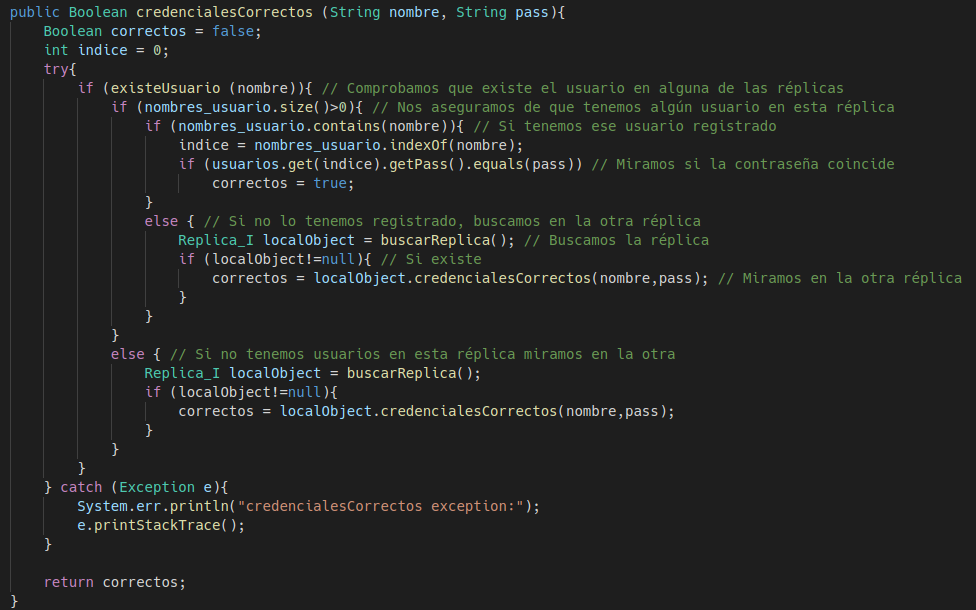 public Boolean credencialesCorrectos (String nombre, String pass){
    Boolean correctos = false;
    int indice = 0;
    try{
        if (existeUsuario (nombre)){ // Comprobamos que existe el usuario en alguna de las réplicas
            if (nombres_usuario.size()>0){ // Nos aseguramos de que tenemos algún usuario en esta réplica
                if (nombres_usuario.contains(nombre)){ // Si tenemos ese usuario registrado
                    indice = nombres_usuario.indexOf(nombre);
                    if (usuarios.get(indice).getPass().equals(pass)) // Miramos si la contraseña coincide
                        correctos = true;
                }
                else { // Si no lo tenemos registrado, buscamos en la otra réplica
                    Replica_I localObject = buscarReplica(); // Buscamos la réplica
                    if (localObject!=null){ // Si existe
                        correctos = localObject.credencialesCorrectos(nombre,pass); // Miramos en la otra réplica
                    }
                }
            }
            else { // Si no tenemos usuarios en esta réplica miramos en la otra
                Replica_I localObject = buscarReplica();
                if (localObject!=null){
                    correctos = localObject.credencialesCorrectos(nombre,pass);
                }
            }
        }
    } catch (Exception e){
        System.err.println("credencialesCorrectos exception:");
        e.printStackTrace();
    }

    return correctos;
}